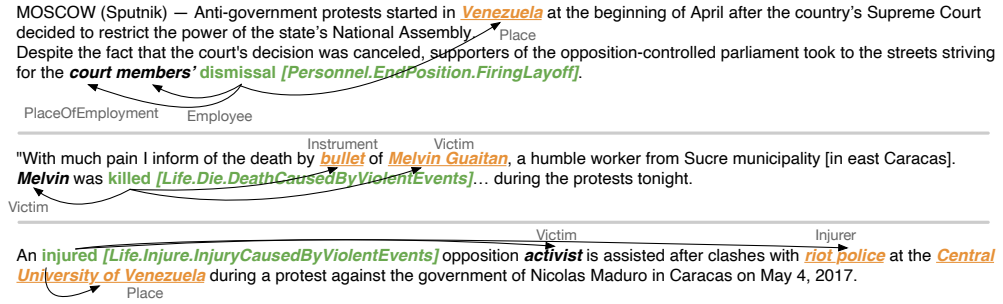 MOSCOW (Sputnik) — Anti-government protests started in Venezuela at the beginning of April after the country's Supreme Court
decided to restrict the power of the state's National Assembly.
Place
Despite the fact that the court's decision was canceled, supporters of the opposition-controlled parliament took to the streets striving
for the court members' dismissal [Personnel.EndPosition.FiringLayoff].
PlaceOfEmployment Employee
Instrument Victim
"With much pain I inform of the death by bullet of Melvin Guaitan, a humble worker from Sucre municipality [in east Caracas].
Melvin was killed [Life.Die.DeathCausedByViolentEvents]… during the protests tonight.
Victim
Victim Injurer
An injured [Life.Injure.InjuryCausedByViolentEvents] opposition activist is assisted after clashes with riot police at the Central
University of Venezuela during a protest against the government of Nicolas Maduro in Caracas on May 4, 2017.
Place